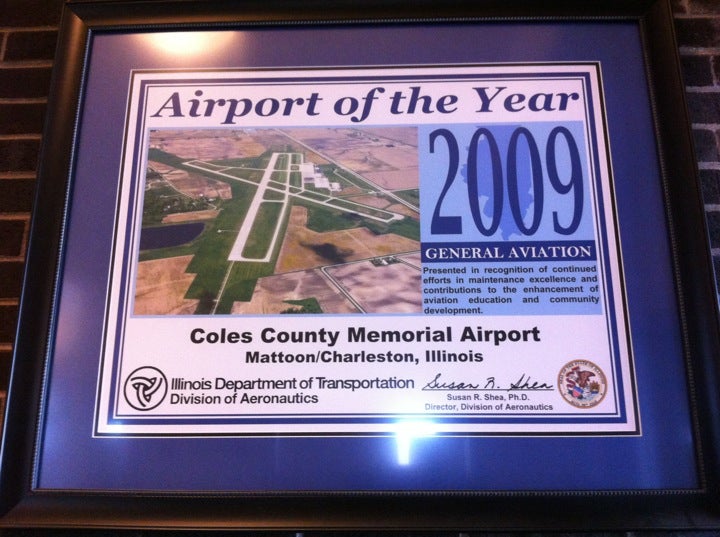 Airport of the Year
2009
GENERAL AVIATION
Presented in recognition of continued
efforts in maintenance excellence and
contributions to the enhancement of
aviation education and community
development.
Coles County Memorial Airport
Mattoon/Charleston, Illinois
Illinois Department of Transportation
Division of Aeronautics
Susan R. Shea
Susan R. Shea, Ph.D.
Director, Division of Aeronautics